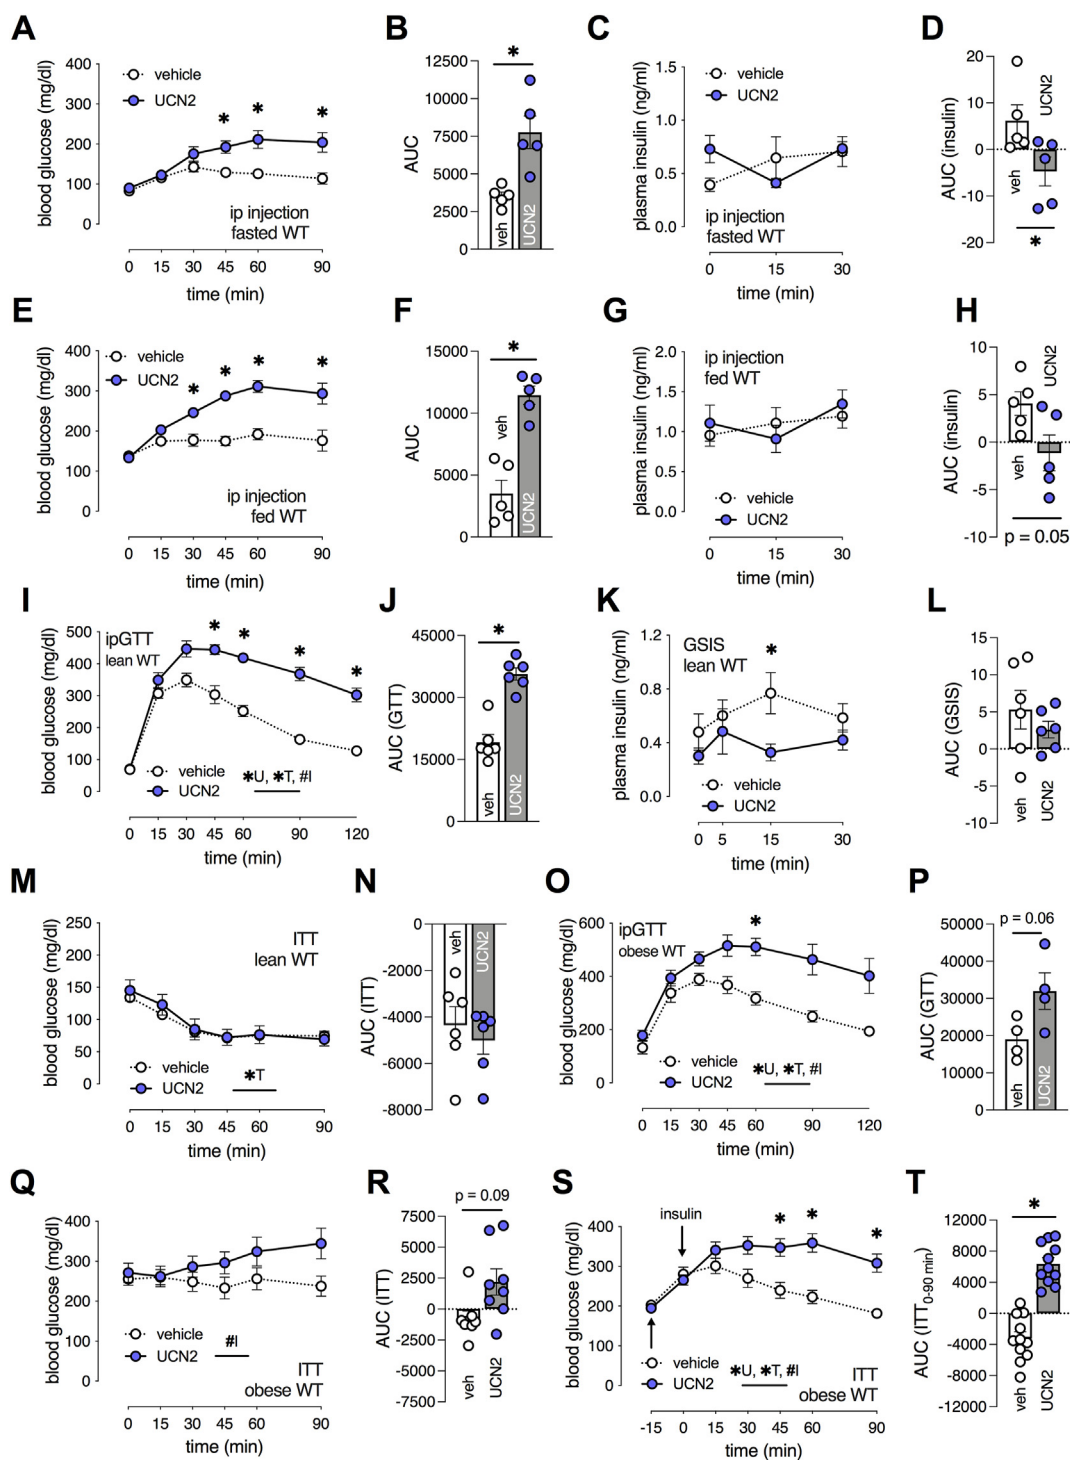 A
blood glucose (mg/dl)
400
300
200
100
0
vehicle
UCN2
* * *
ip injection
fasted WT
0 15 30 45 60 90
time (min)
B
AUC
12500
10000
7500
5000
2500
0
*
veh
UCN2
C
plasma insulin (ng/ml)
1.5
1.0
0.5
0.0
vehicle
UCN2
ip injection
fasted WT
0 15 30
time (min)
D
AUC (insulin)
20
10
0
-10
-20
UCN2
veh
*
E
blood glucose (mg/dl)
400
300
200
100
0
vehicle
UCN2
* * * *
ip injection
fed WT
0 15 30 45 60 90
time (min)
F
AUC
15000
10000
5000
0
*
veh
UCN2
G
plasma insulin (ng/ml)
2.0
1.5
1.0
0.5
0.0
ip injection
fed WT
vehicle
UCN2
0 15 30
time (min)
H
AUC (insulin)
10
5
0
-5
-10
UCN2
veh
p = 0.05
I
blood glucose (mg/dl)
500
400
300
200
100
0
ipGTT
lean WT
* * * *
vehicle
UCN2
*U, *T, #I
0 15 30 45 60 90 120
time (min)
J
AUC (GTT)
45000
30000
15000
0
*
veh
UCN2
K
plasma insulin (ng/ml)
1.2
0.8
0.4
0.0
GSIS
lean WT
*
vehicle
UCN2
0 5 15 30
time (min)
L
AUC (GSIS)
15
10
5
0
-5
-10
veh
UCN2
M
blood glucose (mg/dl)
250
200
150
100
50
0
ITT
lean WT
vehicle
UCN2
*T
0 15 30 45 60 90
time (min)
N
AUC (ITT)
0
-2000
-4000
-6000
-8000
veh
UCN2
O
blood glucose (mg/dl)
600
400
200
0
ipGTT
obese WT
*
vehicle
UCN2
*U, *T, #I
0 15 30 45 60 90 120
time (min)
P
AUC (GTT)
50000
40000
30000
20000
10000
0
p = 0.06
veh
UCN2
Q
blood glucose (mg/dl)
400
300
200
100
0
vehicle
UCN2
#I
ITT
obese WT
0 15 30 45 60 90
time (min)
R
AUC (ITT)
p = 0.09
7500
5000
2500
0
-2500
-5000
-7500
veh
UCN2
S
blood glucose (mg/dl)
400
300
200
100
0
insulin
* * *
vehicle
UCN2
*U, *T, #I
ITT
obese WT
-15 0 15 30 45 60 90
time (min)
T
AUC (ITT0-90 min)
12000
8000
4000
0
-4000
-8000
-12000
*
veh
UCN2